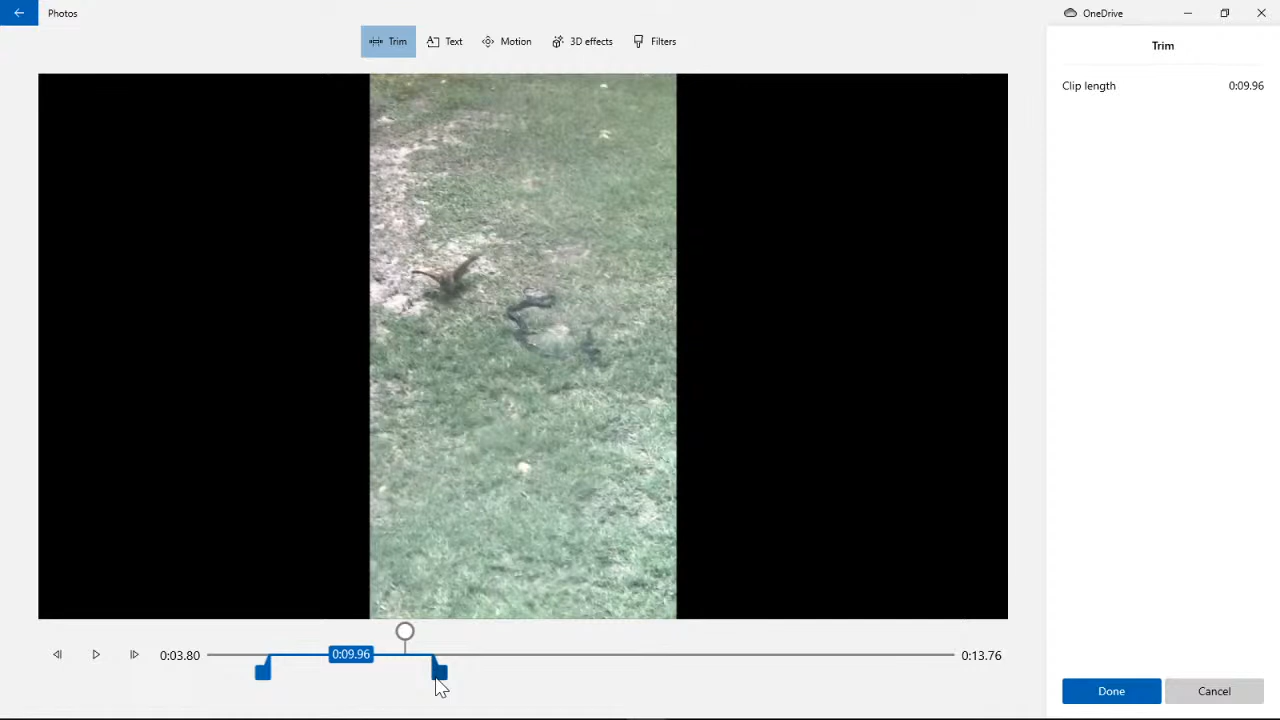 Photos
OneDrive
Trim
Text
Motion
3D effects
Filters
Trim
Clip length
0:09.96
0:03.80
0:09.96
0:13.76
Done
Cancel